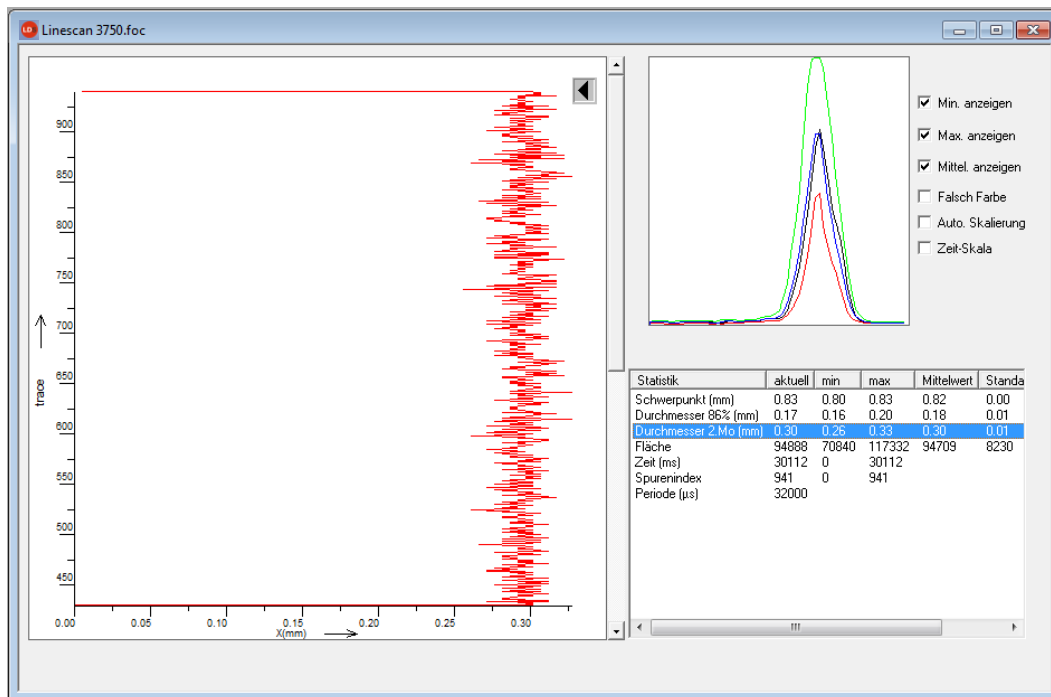 LD Linescan 3750.foc
900
850
800
750
700
650
600
550
500
450
trace
0.00 0.05 0.10 0.15 0.20 0.25 0.30
X(mm)
Min. anzeigen
Max. anzeigen
Mittel. anzeigen
Falsch Farbe
Auto. Skalierung
Zeit-Skala
Statistik aktuell min max Mittelwert Standa
Schwerpunkt (mm) 0.83 0.80 0.83 0.82 0.00
Durchmesser 86% (mm) 0.17 0.16 0.20 0.18 0.01
Durchmesser 2.Mo (mm) 0.30 0.26 0.33 0.30 0.01
Fläche 94888 70840 117332 94709 8230
Zeit (ms) 30112 0 30112
Spurenindex 941 0 941
Periode (µs) 32000